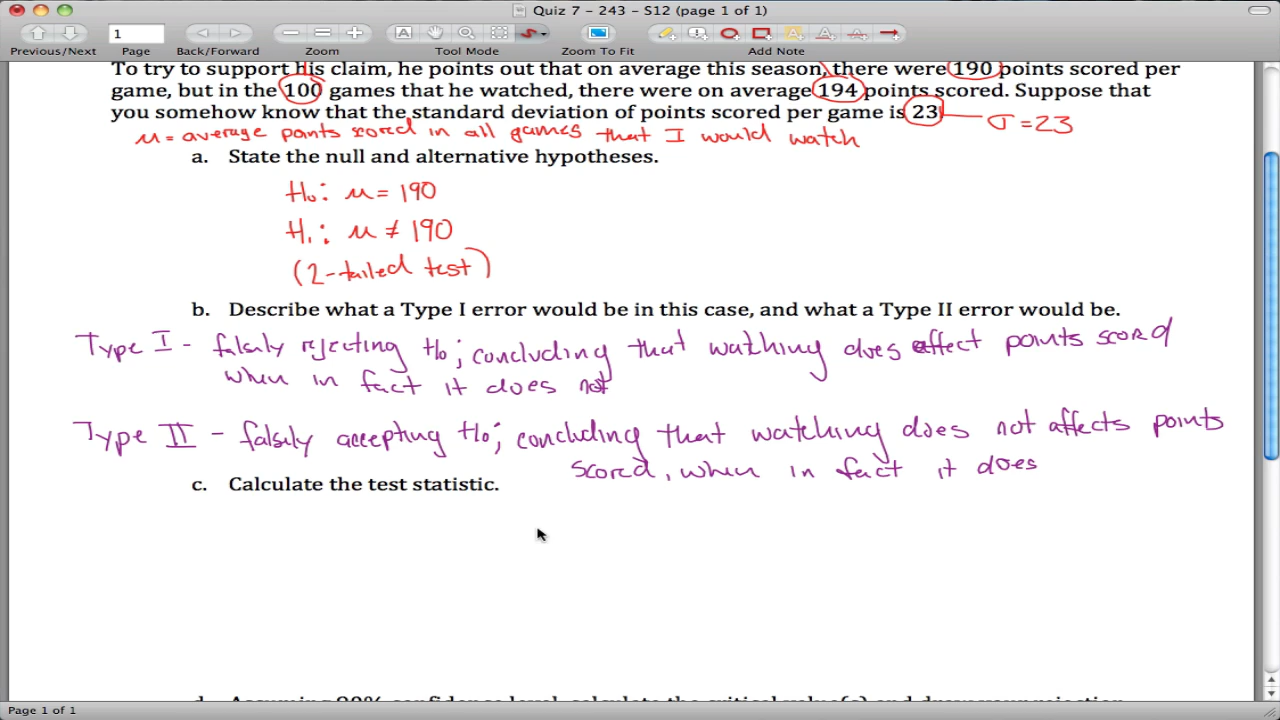 Quiz 7 - 243 - S12 (page 1 of 1)
1
Previous/Next Page Back/Forward Zoom Tool Mode Zoom To Fit Add Note
To try to support his claim, he points out that on average this season, there were 190 points scored per
game, but in the 100 games that he watched, there were on average 194 points scored. Suppose that
you somehow know that the standard deviation of points scored per game is 23.
σ = 23
μ = average points scored in all games that I would watch
a. State the null and alternative hypotheses.
H₀: μ = 190
H₁: μ ≠ 190
(2-tailed test)
b. Describe what a Type I error would be in this case, and what a Type II error would be.
Type I - falsely rejecting H₀; concluding that watching does affect points scored
when in fact it does not
Type II - falsely accepting H₀; concluding that watching does not affects points
scored, when in fact it does
c. Calculate the test statistic.
Page 1 of 1